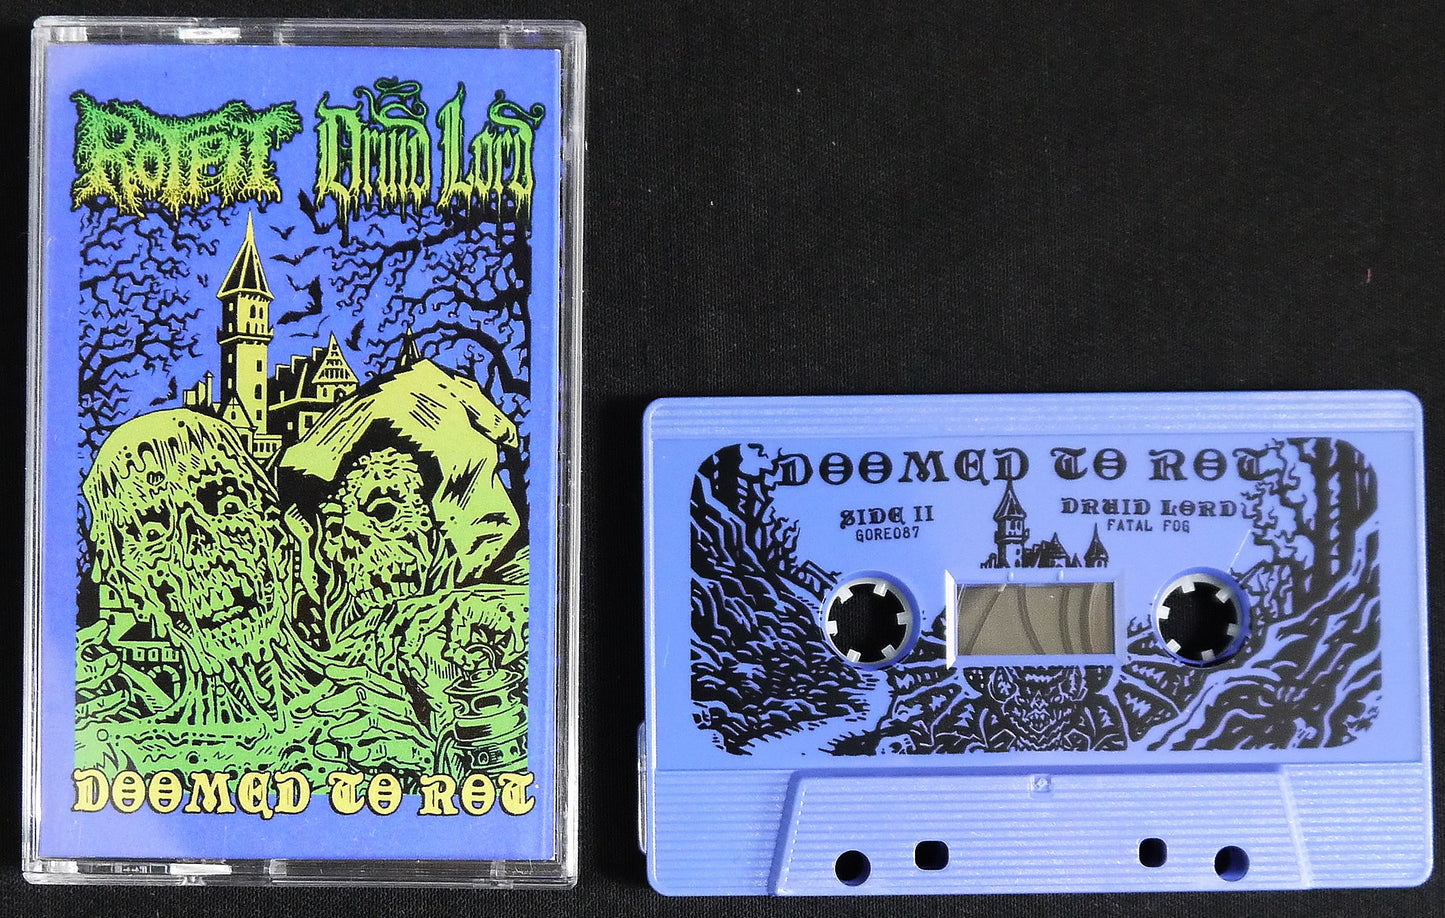 Rotpit Druid Lord
DOOMED TO ROT
DOOMED TO ROT
SIDE II
GORE087
DRUID LORD
FATAL FOG